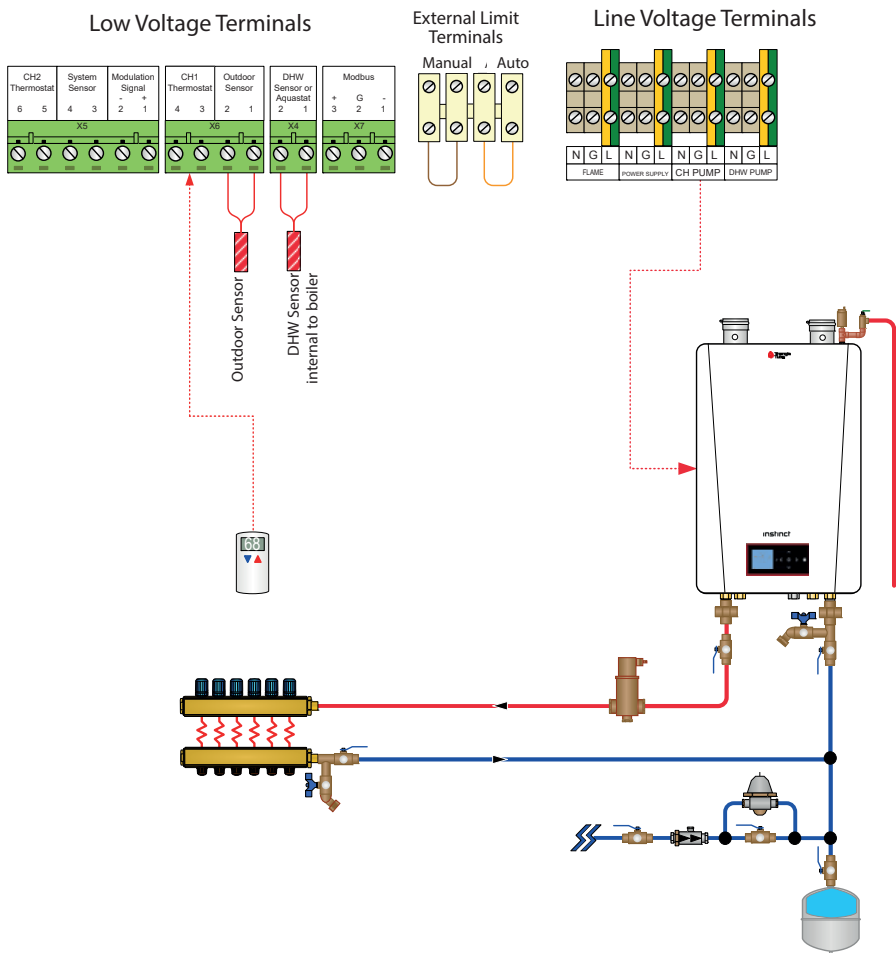 Low Voltage Terminals
External Limit
Terminals
Line Voltage Terminals
Manual
Auto
CH2
Thermostat
6 5
System
Sensor
4 3
Modulation
Signal
- +
2 1
X5
CH1
Thermostat
4 3
Outdoor
Sensor
2 1
X6
DHW
Sensor or
Aquastat
2 1
X4
Modbus
+ G -
3 2 1
X7
N G L
FLAME
N G L
POWER SUPPLY
N G L
CH PUMP
N G L
DHW PUMP
Outdoor Sensor
DHW Sensor
internal to boiler
Triangle
Tube
instinct
68